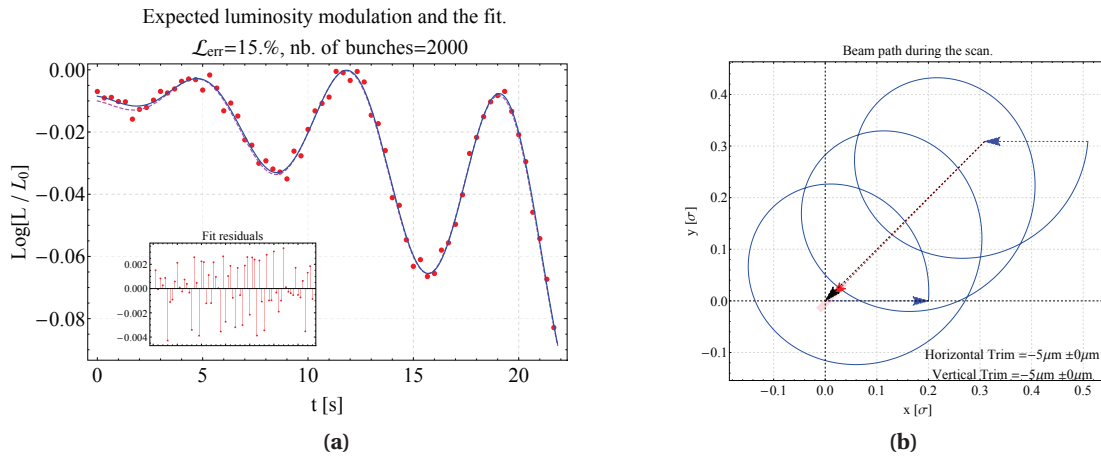 Expected luminosity modulation and the fit.
ℒerr=15.%, nb. of bunches=2000
0.00
−0.02
−0.04
−0.06
−0.08
Log[L / L0]
Fit residuals
0.002
0.000
−0.002
−0.004
0
5
10
15
20
t [s]
(a)
Beam path during the scan.
0.4
0.3
0.2
0.1
0.0
−0.1
y [σ]
Horizontal Trim =−5μm ±0μm
Vertical Trim =−5μm ±0μm
−0.1
0.0
0.1
0.2
0.3
0.4
0.5
x [σ]
(b)